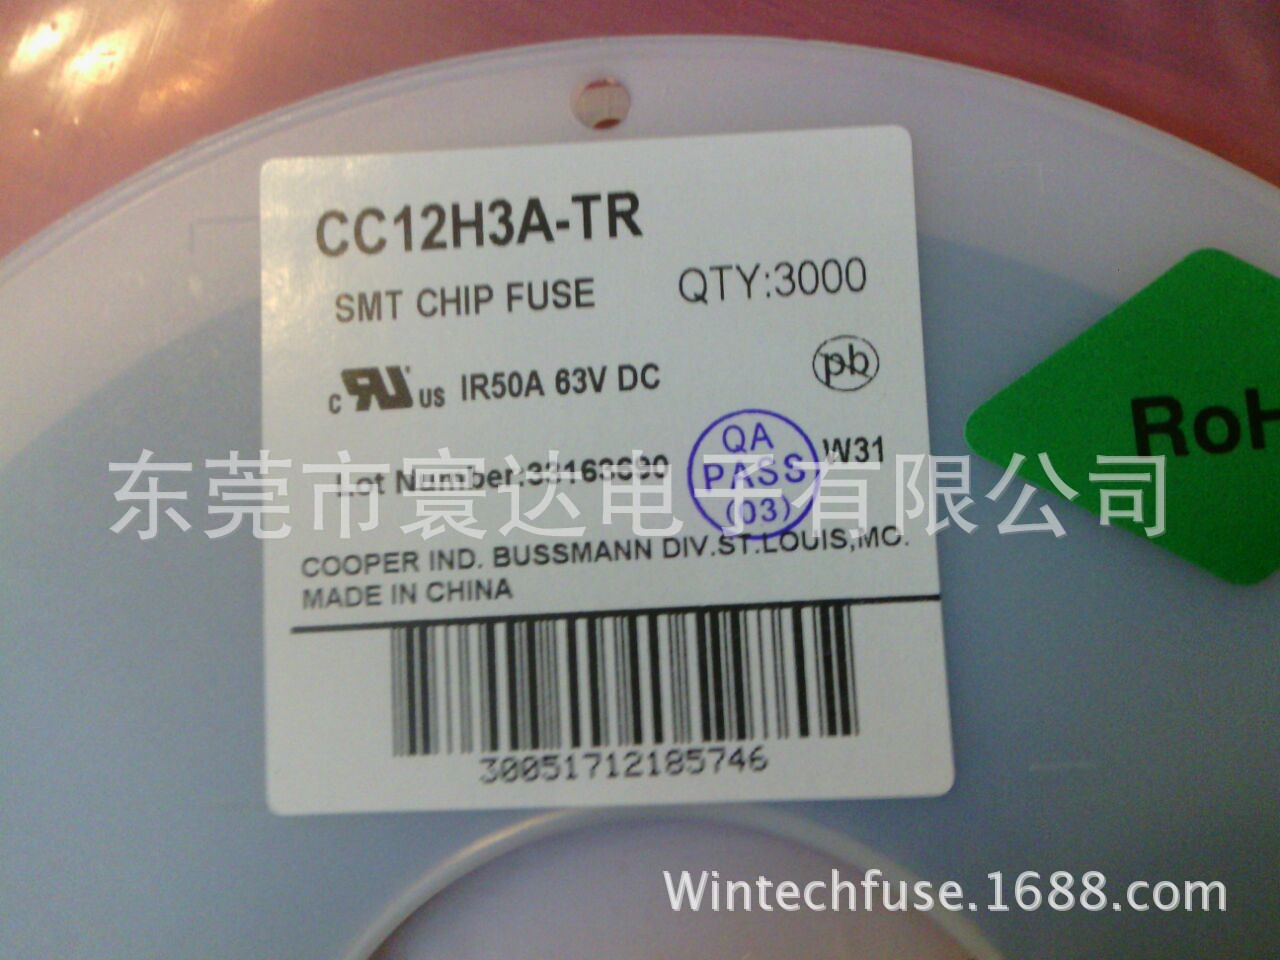 CC12H3A-TR
SMT CHIP FUSE QTY:3000
c RU US IR50A 63V DC pb
Lot Number:33163690 W31
QA
PASS
(03)
RoH
东莞市寰达电子有限公司
COOPER IND. BUSSMANN DIV.ST.LOUIS,MO.
MADE IN CHINA
30051712185746
Wintechfuse.1688.com